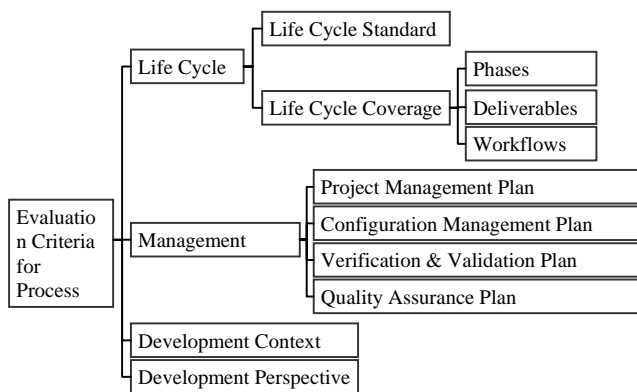 Life Cycle Standard
Life Cycle
Phases
Life Cycle Coverage
Deliverables
Workflows
Project Management Plan
Evaluatio
n Criteria
for
Process
Configuration Management Plan
Management
Verification & Validation Plan
Quality Assurance Plan
Development Context
Development Perspective